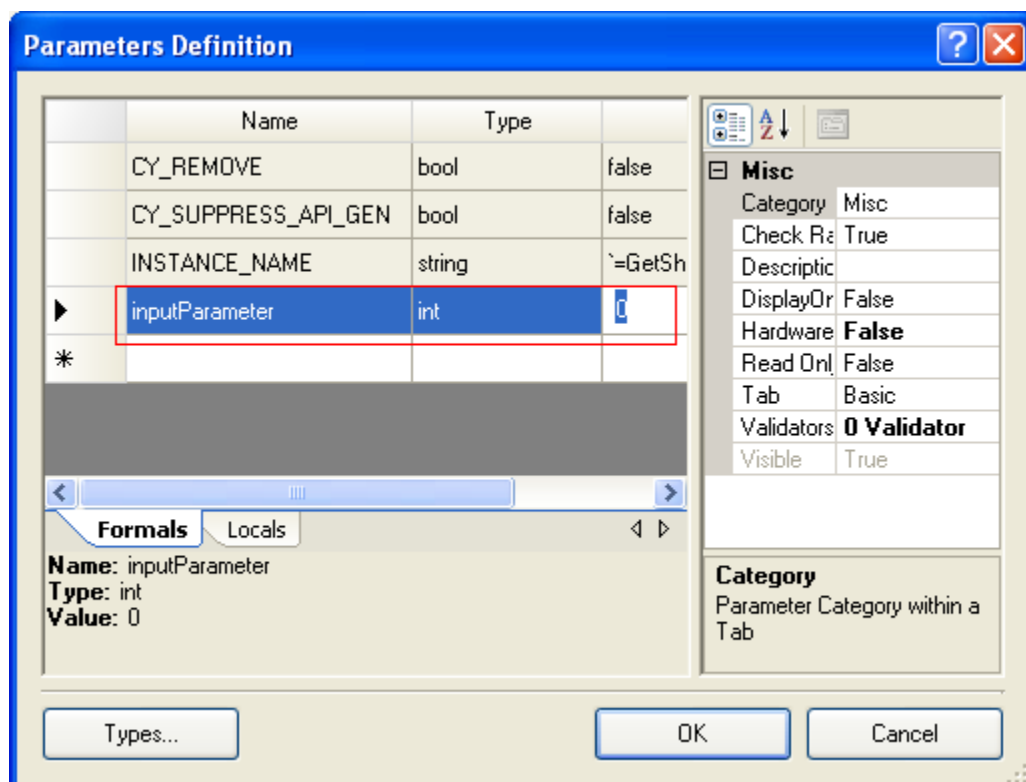 Parameters Definition
Name Type
CY_REMOVE bool false
CY_SUPPRESS_API_GEN bool false
INSTANCE_NAME string `=GetSh
inputParameter int 0
Formals Locals
Name: inputParameter
Type: int
Value: 0
Misc
Category Misc
Check Ra True
Descriptic
DisplayOr False
Hardware False
Read Onl False
Tab Basic
Validators 0 Validator
Visible True
Category
Parameter Category within a
Tab
Types... OK Cancel